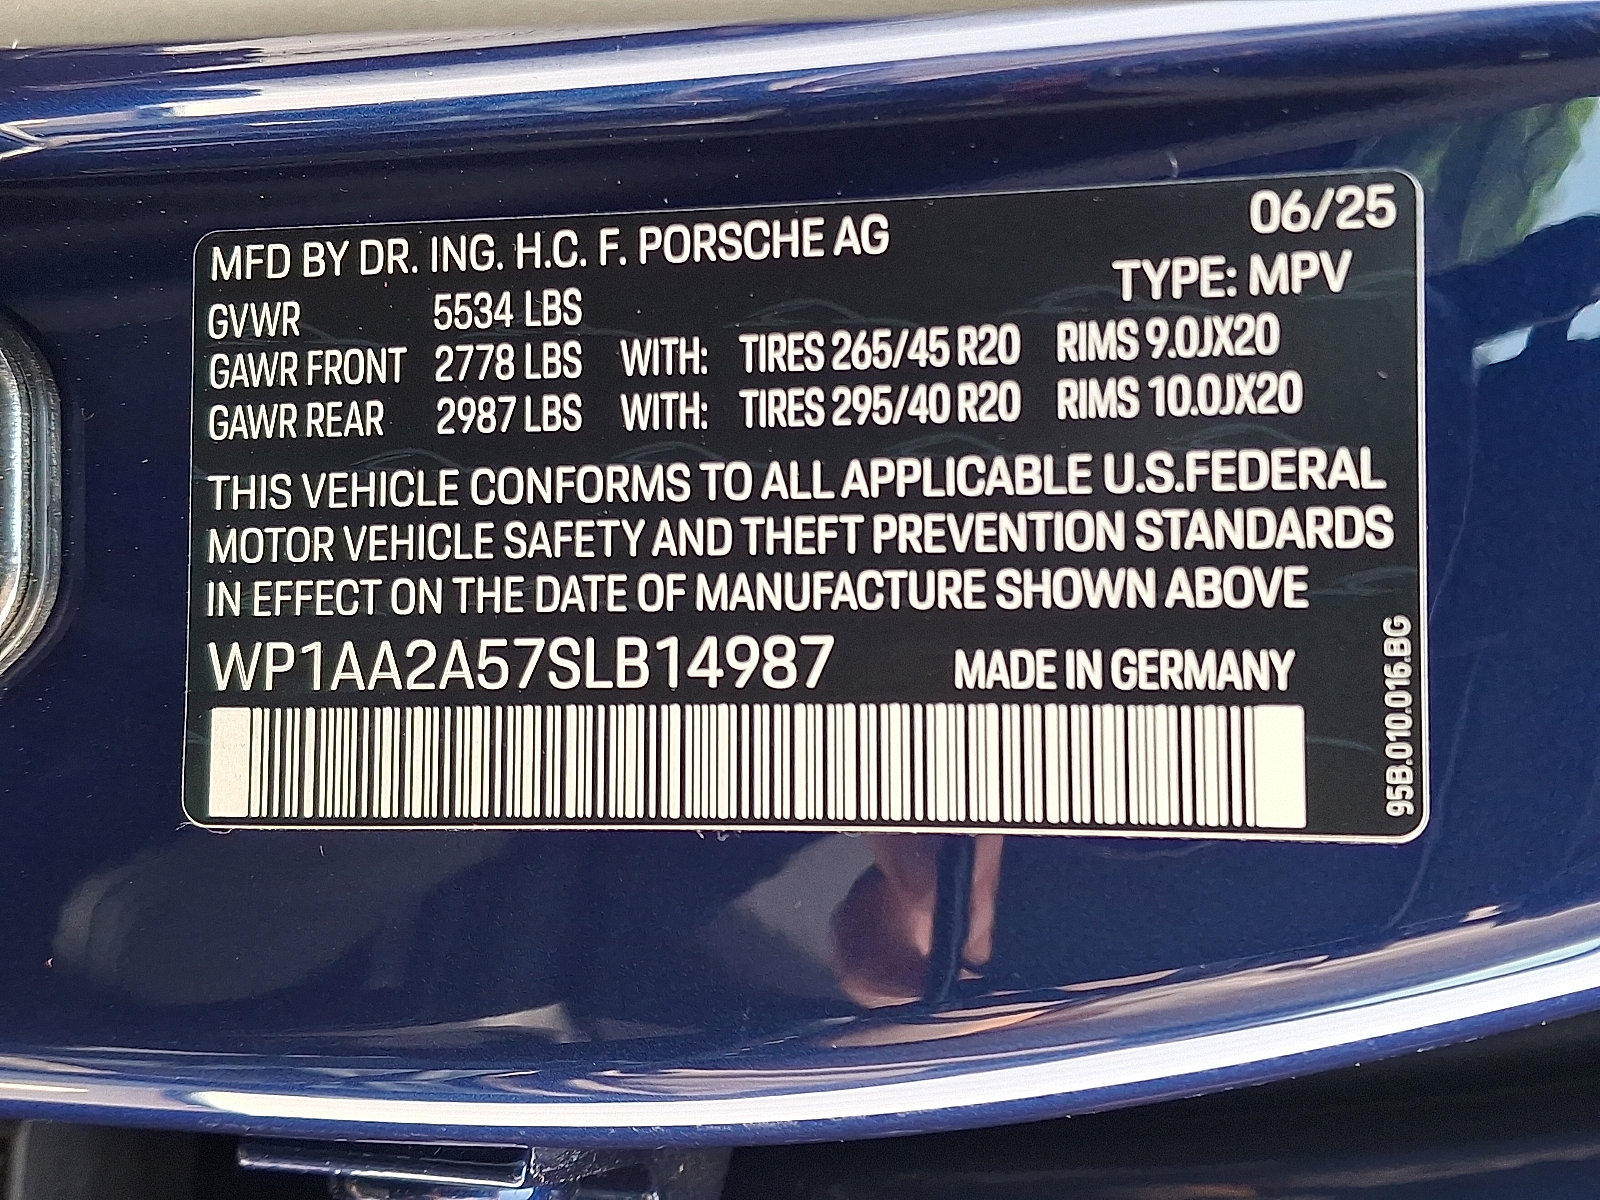 06/25
MFD BY DR. ING. H.C. F. PORSCHE AG
TYPE: MPV
GVWR 5534 LBS
GAWR FRONT 2778 LBS WITH: TIRES 265/45 R20 RIMS 9.0JX20
GAWR REAR 2987 LBS WITH: TIRES 295/40 R20 RIMS 10.0JX20
THIS VEHICLE CONFORMS TO ALL APPLICABLE U.S.FEDERAL
MOTOR VEHICLE SAFETY AND THEFT PREVENTION STANDARDS
IN EFFECT ON THE DATE OF MANUFACTURE SHOWN ABOVE
WP1AA2A57SLB14987 MADE IN GERMANY
95B.010.016.BG